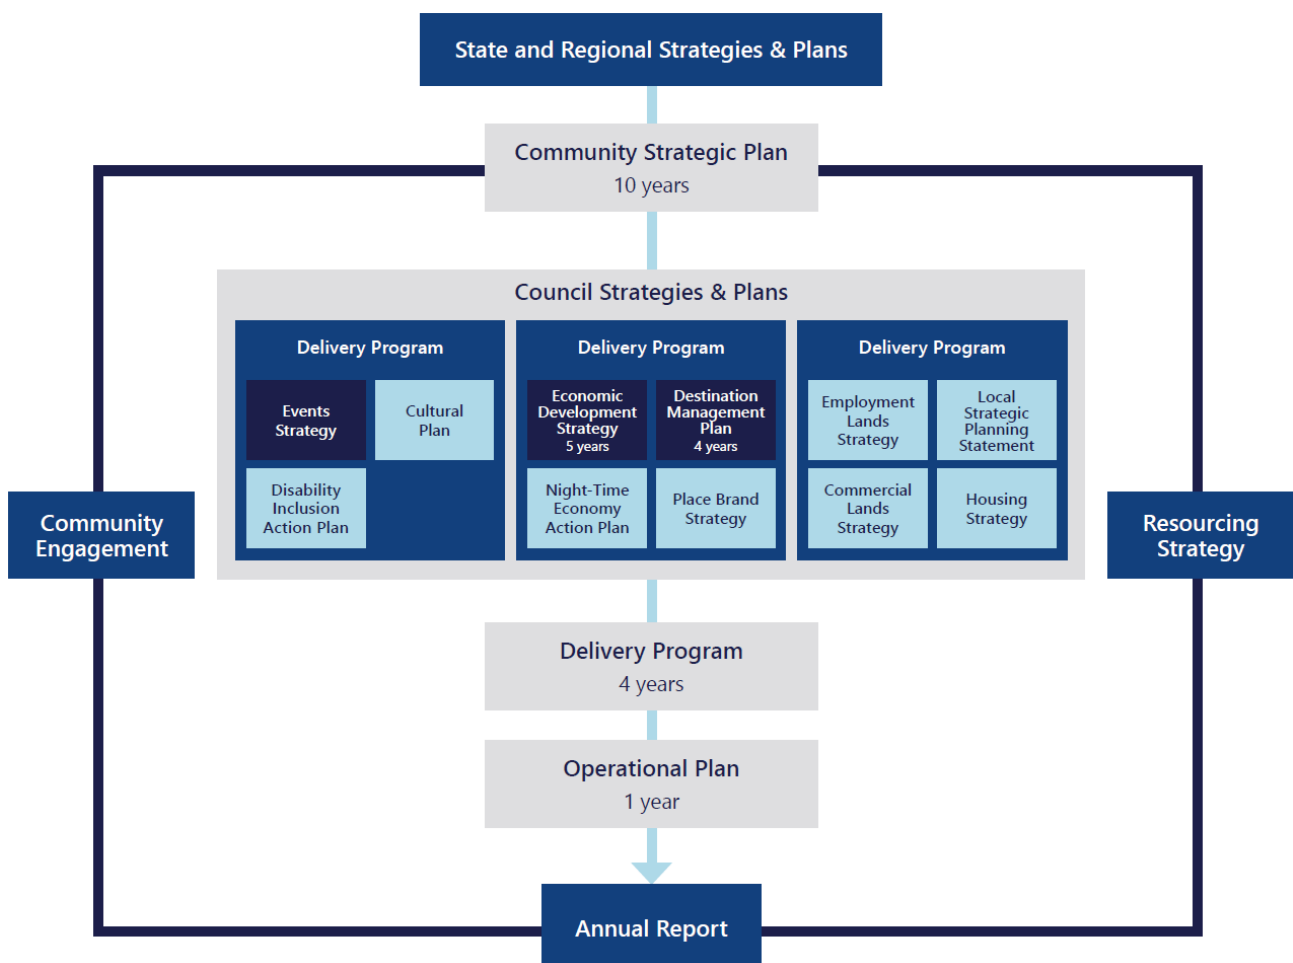 State and Regional Strategies & Plans
Community Strategic Plan
10 years
Council Strategies & Plans
Delivery Program
Events
Strategy
Cultural
Plan
Disability
Inclusion
Action Plan
Delivery Program
Economic
Development
Strategy
5 years
Destination
Management
Plan
4 years
Night-Time
Economy
Action Plan
Place Brand
Strategy
Delivery Program
Employment
Lands
Strategy
Local
Strategic
Planning
Statement
Commercial
Lands
Strategy
Housing
Strategy
Community
Engagement
Resourcing
Strategy
Delivery Program
4 years
Operational Plan
1 year
Annual Report